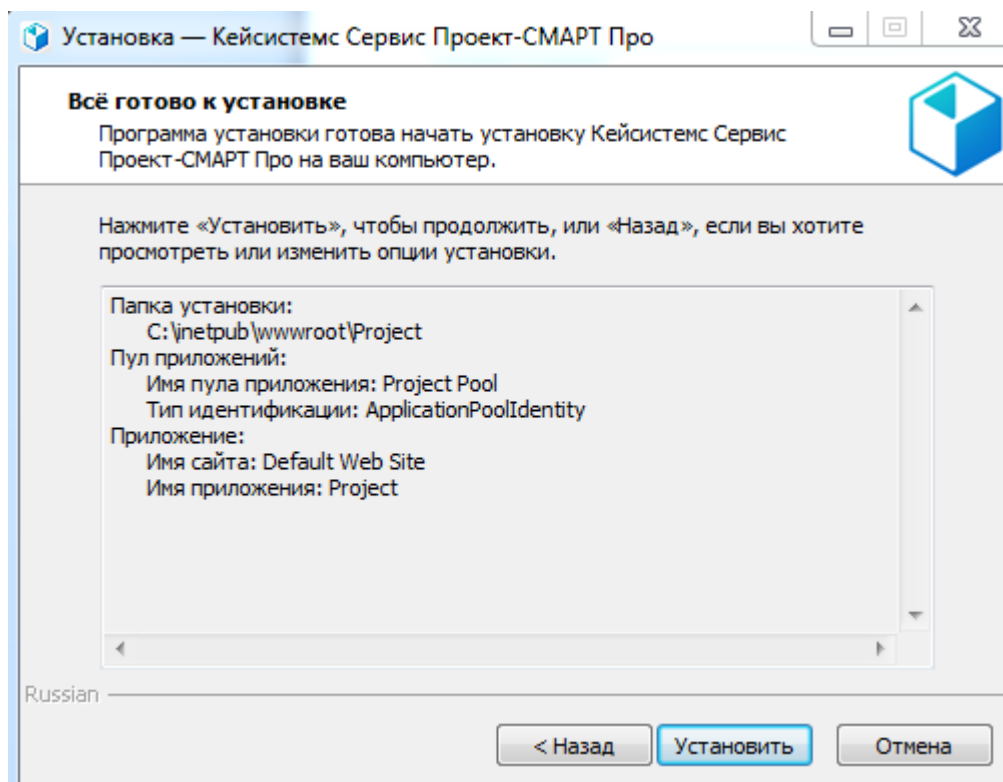 Установка — Кейсистемс Сервис Проект-СМАРТ Про
Всё готово к установке
Программа установки готова начать установку Кейсистемс Сервис
Проект-СМАРТ Про на ваш компьютер.
Нажмите «Установить», чтобы продолжить, или «Назад», если вы хотите
просмотреть или изменить опции установки.
Папка установки:
C:\inetpub\wwwroot\Project
Пул приложений:
Имя пула приложения: Project Pool
Тип идентификации: ApplicationPoolIdentity
Приложение:
Имя сайта: Default Web Site
Имя приложения: Project
Russian
< Назад
Установить
Отмена